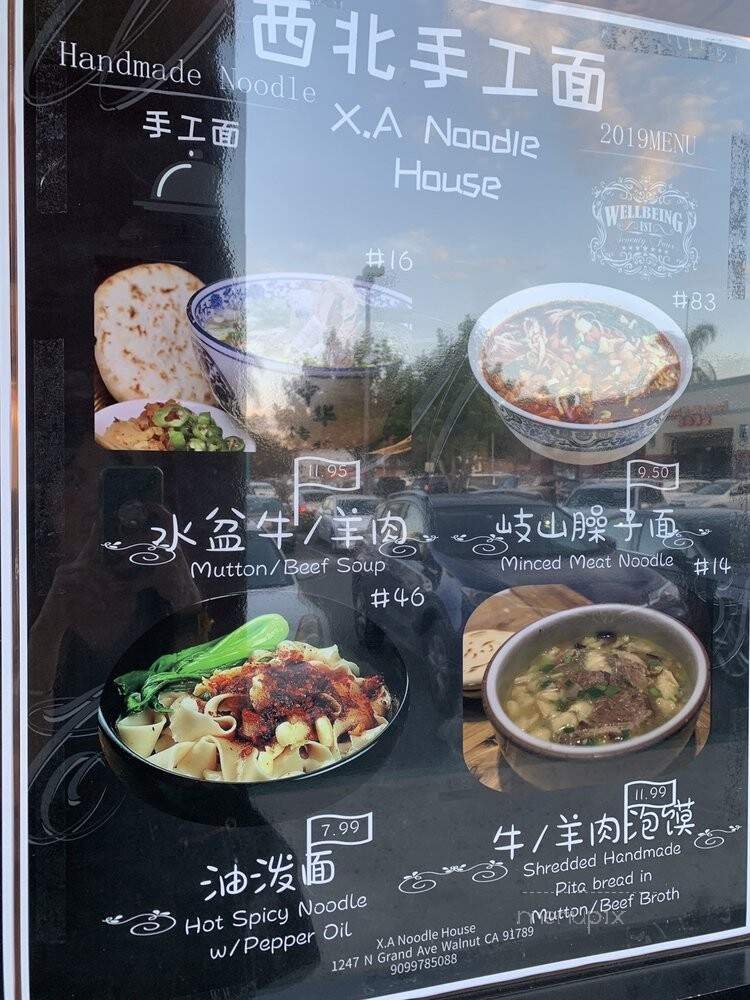 西北手工面
Handmade Noodle
手工面
X.A Noodle
House
2019MENU
WELLBEING
EST
#16
#83
11.95
9.50
水盆牛/羊肉
Mutton/Beef Soup
岐山臊子面
Minced Meat Noodle
#46
#14
7.99
11.99
油泼面
Hot Spicy Noodle
w/Pepper Oil
牛/羊肉泡馍
Shredded Handmade
Pita bread in
Mutton/Beef Broth
menupix
X.A Noodle House
1247 N Grand Ave Walnut CA 91789
9099785088